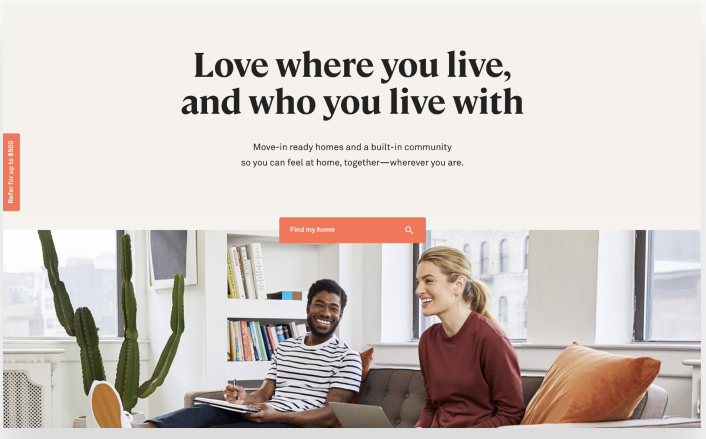 Love where you live,
and who you live with
Move-in ready homes and a built-in community
so you can feel at home, together—wherever you are.
Refer for up to $500
Find my home